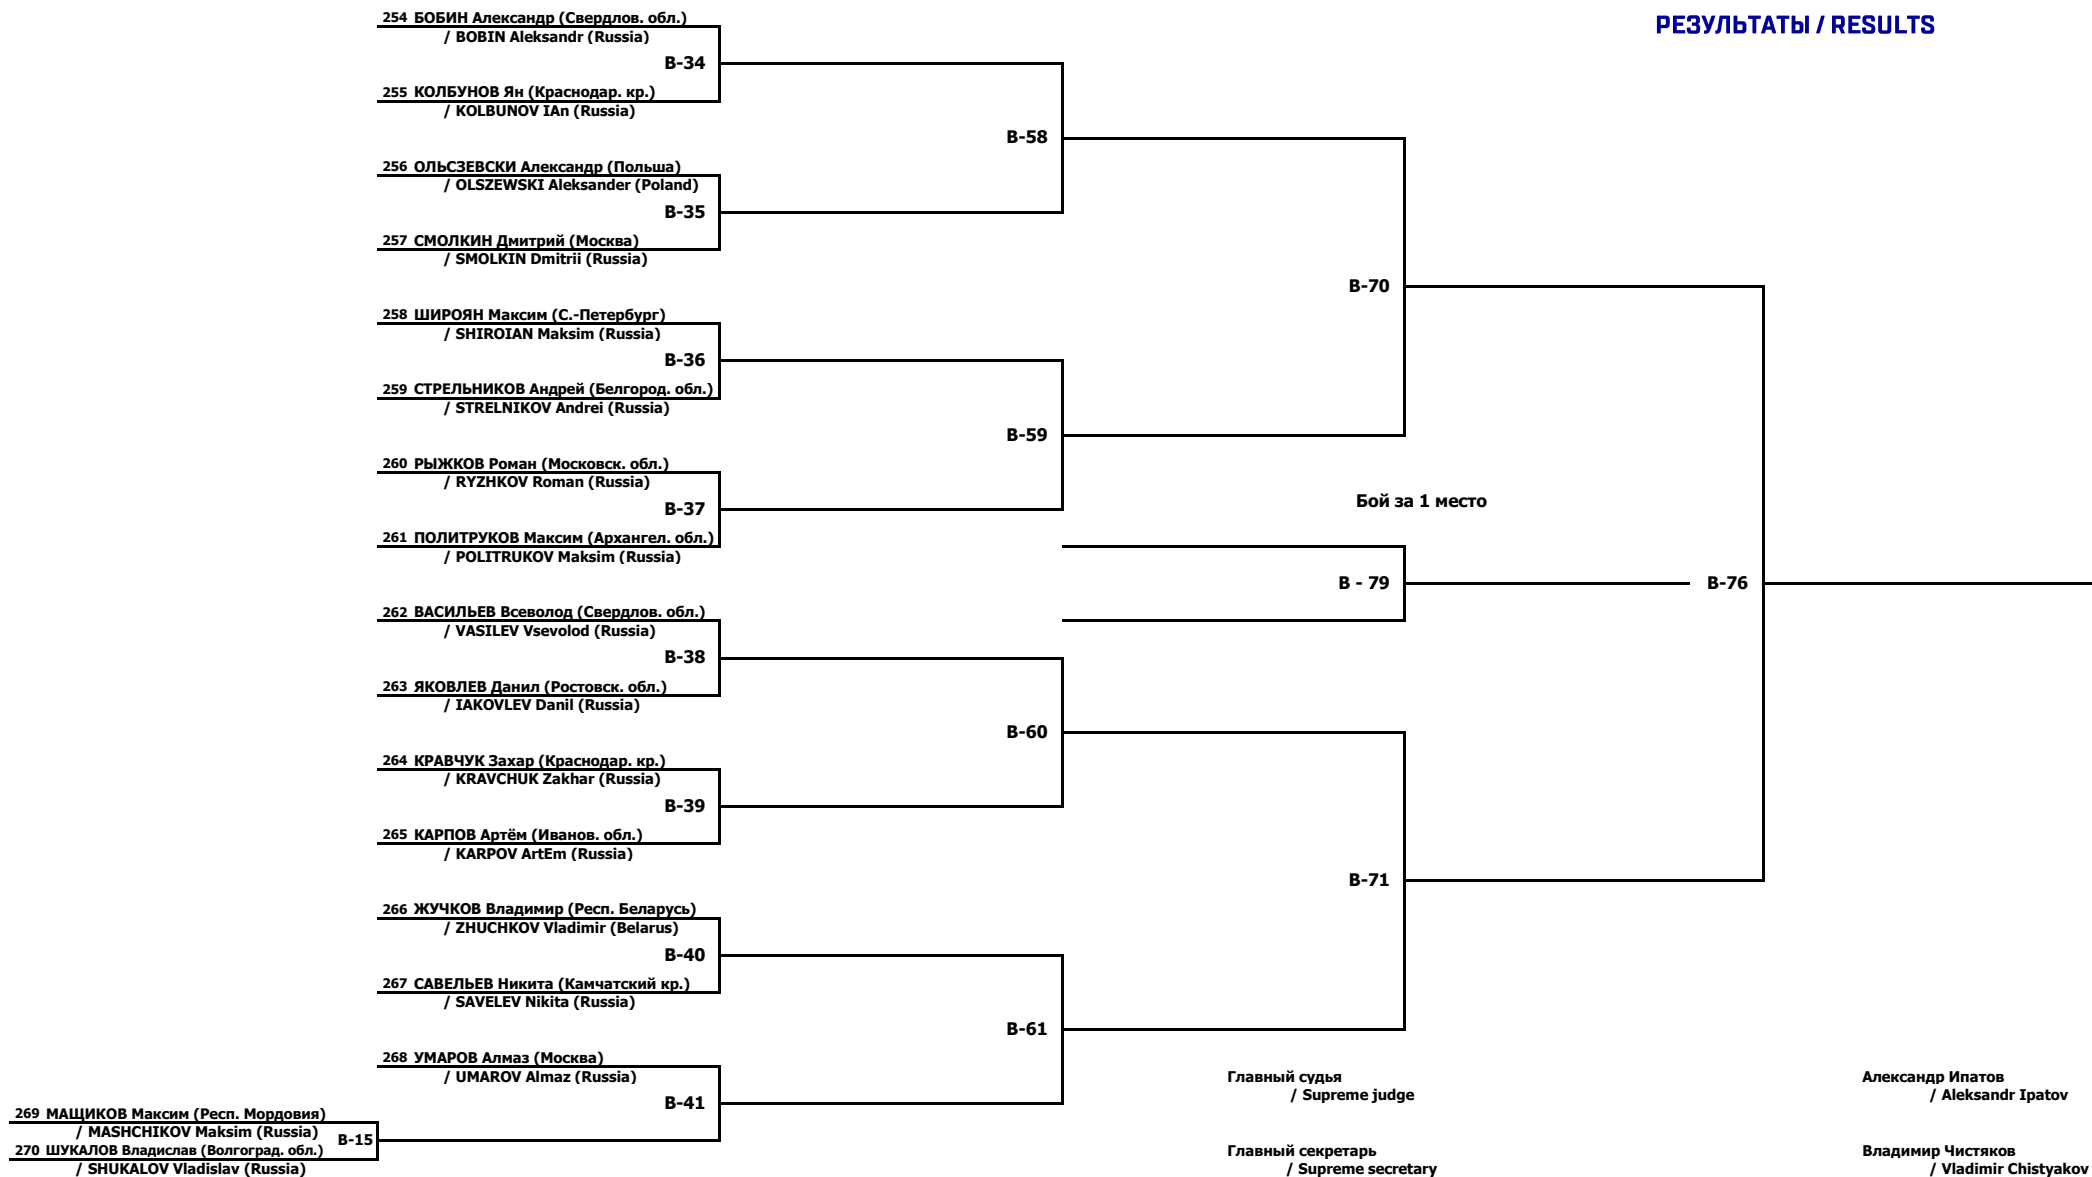 РЕЗУЛЬТАТЫ / RESULTS
254 БОБИН Александр (Свердлов. обл.)
/ BOBIN Aleksandr (Russia)
B-34
255 КОЛБУНОВ Ян (Краснодар. кр.)
/ KOLBUNOV IAn (Russia)
B-58
256 ОЛЬСЗЕВСКИ Александр (Польша)
/ OLSZEWSKI Aleksander (Poland)
B-35
257 СМОЛКИН Дмитрий (Москва)
/ SMOLKIN Dmitrii (Russia)
B-70
258 ШИРОЯН Максим (С.-Петербург)
/ SHIROIAN Maksim (Russia)
B-36
259 СТРЕЛЬНИКОВ Андрей (Белгород. обл.)
/ STRELNIKOV Andrei (Russia)
B-59
260 РЫЖКОВ Роман (Московск. обл.)
/ RYZHKOV Roman (Russia)
B-37
Бой за 1 место
261 ПОЛИТРУКОВ Максим (Архангел. обл.)
/ POLITRUKOV Maksim (Russia)
B - 79
B-76
262 ВАСИЛЬЕВ Всеволод (Свердлов. обл.)
/ VASILEV Vsevolod (Russia)
B-38
263 ЯКОВЛЕВ Данил (Ростовск. обл.)
/ IAKOVLEV Danil (Russia)
B-60
264 КРАВЧУК Захар (Краснодар. кр.)
/ KRAVCHUK Zakhar (Russia)
B-39
265 КАРПОВ Артём (Иванов. обл.)
/ KARPOV ArtEm (Russia)
B-71
266 ЖУЧКОВ Владимир (Респ. Беларусь)
/ ZHUCHKOV Vladimir (Belarus)
B-40
267 САВЕЛЬЕВ Никита (Камчатский кр.)
/ SAVELEV Nikita (Russia)
B-61
268 УМАРОВ Алмаз (Москва)
/ UMAROV Almaz (Russia)
B-41
269 МАЩИКОВ Максим (Респ. Мордовия)
/ MASHCHIKOV Maksim (Russia)
B-15
270 ШУКАЛОВ Владислав (Волгоград. обл.)
/ SHUKALOV Vladislav (Russia)
Главный судья
/ Supreme judge
Александр Ипатов
/ Aleksandr Ipatov
Главный секретарь
/ Supreme secretary
Владимир Чистяков
/ Vladimir Chistyakov